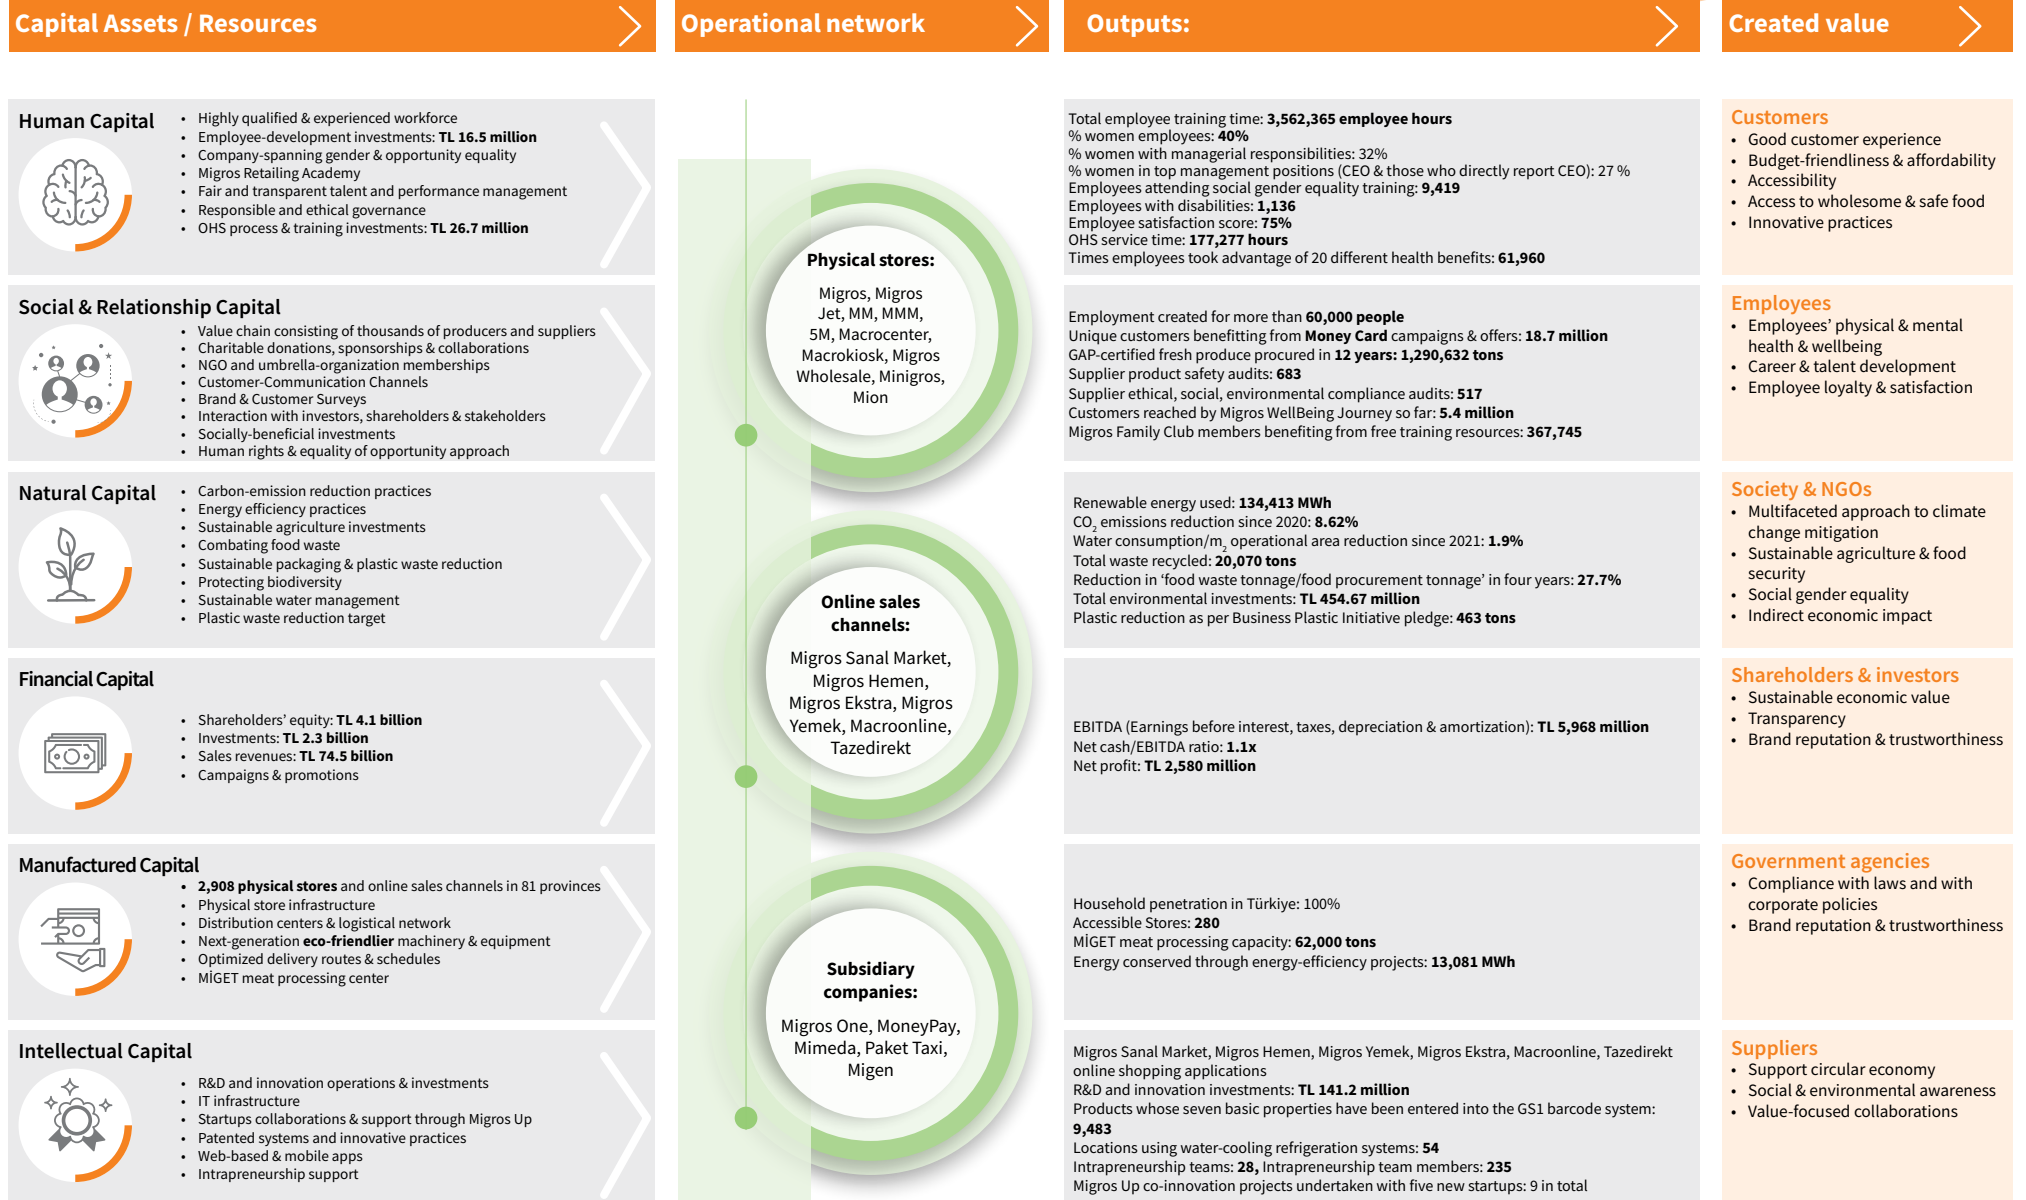 Capital Assets / Resources
Operational network
Outputs:
Created value
Human Capital
• Highly qualified & experienced workforce
• Employee-development investments: TL 16.5 million
• Company-spanning gender & opportunity equality
• Migros Retailing Academy
• Fair and transparent talent and performance management
• Responsible and ethical governance
• OHS process & training investments: TL 26.7 million
Social & Relationship Capital
• Value chain consisting of thousands of producers and suppliers
• Charitable donations, sponsorships & collaborations
• NGO and umbrella-organization memberships
• Customer-Communication Channels
• Brand & Customer Surveys
• Interaction with investors, shareholders & stakeholders
• Socially-beneficial investments
• Human rights & equality of opportunity approach
Natural Capital
• Carbon-emission reduction practices
• Energy efficiency practices
• Sustainable agriculture investments
• Combating food waste
• Sustainable packaging & plastic waste reduction
• Protecting biodiversity
• Sustainable water management
• Plastic waste reduction target
Financial Capital
• Shareholders' equity: TL 4.1 billion
• Investments: TL 2.3 billion
• Sales revenues: TL 74.5 billion
• Campaigns & promotions
Manufactured Capital
• 2,908 physical stores and online sales channels in 81 provinces
• Physical store infrastructure
• Distribution centers & logistical network
• Next-generation eco-friendlier machinery & equipment
• Optimized delivery routes & schedules
• MİGET meat processing center
Intellectual Capital
• R&D and innovation operations & investments
• IT infrastructure
• Startups collaborations & support through Migros Up
• Patented systems and innovative practices
• Web-based & mobile apps
• Intrapreneurship support
Physical stores:
Migros, Migros
Jet, MM, MMM,
5M, Macrocenter,
Macrokiosk, Migros
Wholesale, Minigros,
Mion
Online sales
channels:
Migros Sanal Market,
Migros Hemen,
Migros Ekstra, Migros
Yemek, Macroonline,
Tazedirekt
Subsidiary
companies:
Migros One, MoneyPay,
Mimeda, Paket Taxi,
Migen
Total employee training time: 3,562,365 employee hours
% women employees: 40%
% women with managerial responsibilities: 32%
% women in top management positions (CEO & those who directly report CEO): 27 %
Employees attending social gender equality training: 9,419
Employees with disabilities: 1,136
Employee satisfaction score: 75%
OHS service time: 177,277 hours
Times employees took advantage of 20 different health benefits: 61,960
Employment created for more than 60,000 people
Unique customers benefitting from Money Card campaigns & offers: 18.7 million
GAP-certified fresh produce procured in 12 years: 1,290,632 tons
Supplier product safety audits: 683
Supplier ethical, social, environmental compliance audits: 517
Customers reached by Migros WellBeing Journey so far: 5.4 million
Migros Family Club members benefiting from free training resources: 367,745
Renewable energy used: 134,413 MWh
CO2 emissions reduction since 2020: 8.62%
Water consumption/m2 operational area reduction since 2021: 1.9%
Total waste recycled: 20,070 tons
Reduction in 'food waste tonnage/food procurement tonnage' in four years: 27.7%
Total environmental investments: TL 454.67 million
Plastic reduction as per Business Plastic Initiative pledge: 463 tons
EBITDA (Earnings before interest, taxes, depreciation & amortization): TL 5,968 million
Net cash/EBITDA ratio: 1.1x
Net profit: TL 2,580 million
Household penetration in Türkiye: 100%
Accessible Stores: 280
MİGET meat processing capacity: 62,000 tons
Energy conserved through energy-efficiency projects: 13,081 MWh
Migros Sanal Market, Migros Hemen, Migros Yemek, Migros Ekstra, Macroonline, Tazedirekt
online shopping applications
R&D and innovation investments: TL 141.2 million
Products whose seven basic properties have been entered into the GS1 barcode system:
9,483
Locations using water-cooling refrigeration systems: 54
Intrapreneurship teams: 28, Intrapreneurship team members: 235
Migros Up co-innovation projects undertaken with five new startups: 9 in total
Customers
• Good customer experience
• Budget-friendliness & affordability
• Accessibility
• Access to wholesome & safe food
• Innovative practices
Employees
• Employees' physical & mental
health & wellbeing
• Career & talent development
• Employee loyalty & satisfaction
Society & NGOs
• Multifaceted approach to climate
change mitigation
• Sustainable agriculture & food
security
• Social gender equality
• Indirect economic impact
Shareholders & investors
• Sustainable economic value
• Transparency
• Brand reputation & trustworthiness
Government agencies
• Compliance with laws and with
corporate policies
• Brand reputation & trustworthiness
Suppliers
• Support circular economy
• Social & environmental awareness
• Value-focused collaborations